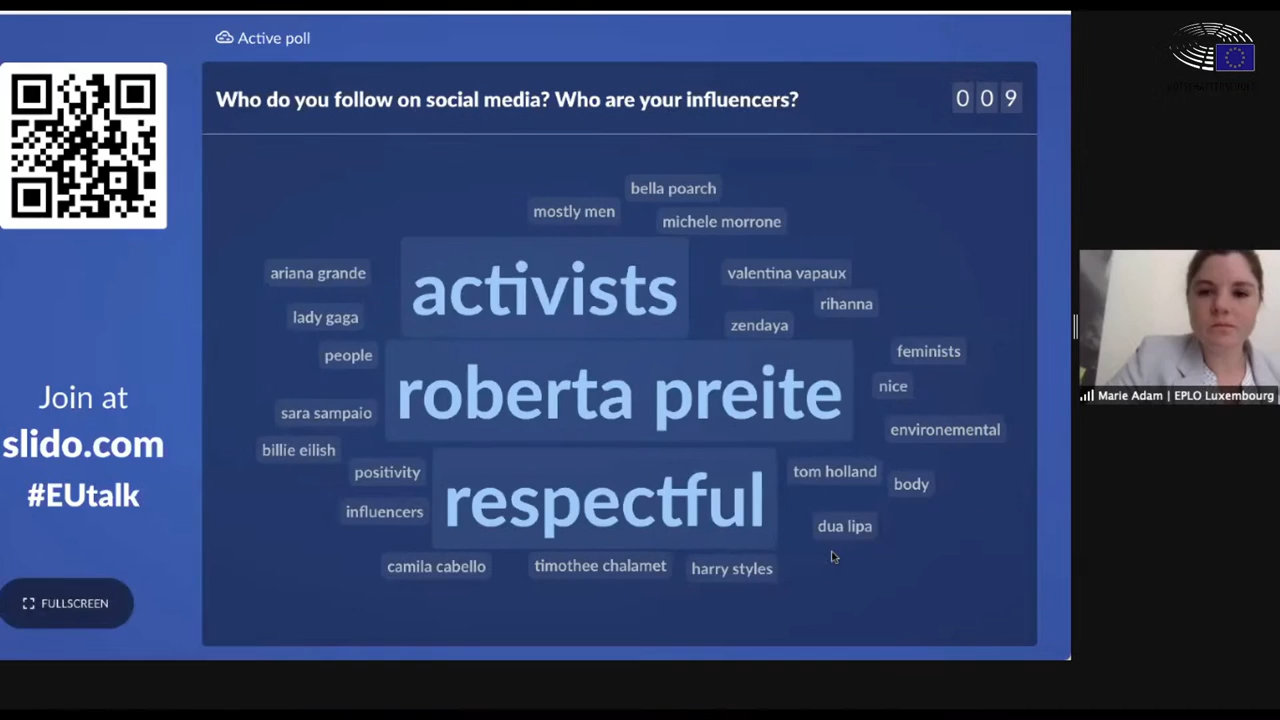 Active poll
Who do you follow on social media? Who are your influencers?
0 0 9
bella poarch
mostly men
michele morrone
activists
ariana grande
valentina vapaux
rihanna
lady gaga
zendaya
people
feminists
roberta preite
nice
sara sampaio
environemental
billie eilish
positivity
tom holland
body
respectful
influencers
dua lipa
camila cabello
timothee chalamet
harry styles
Join at
slido.com
#EUtalk
FULLSCREEN
Marie Adam | EPLO Luxembourg